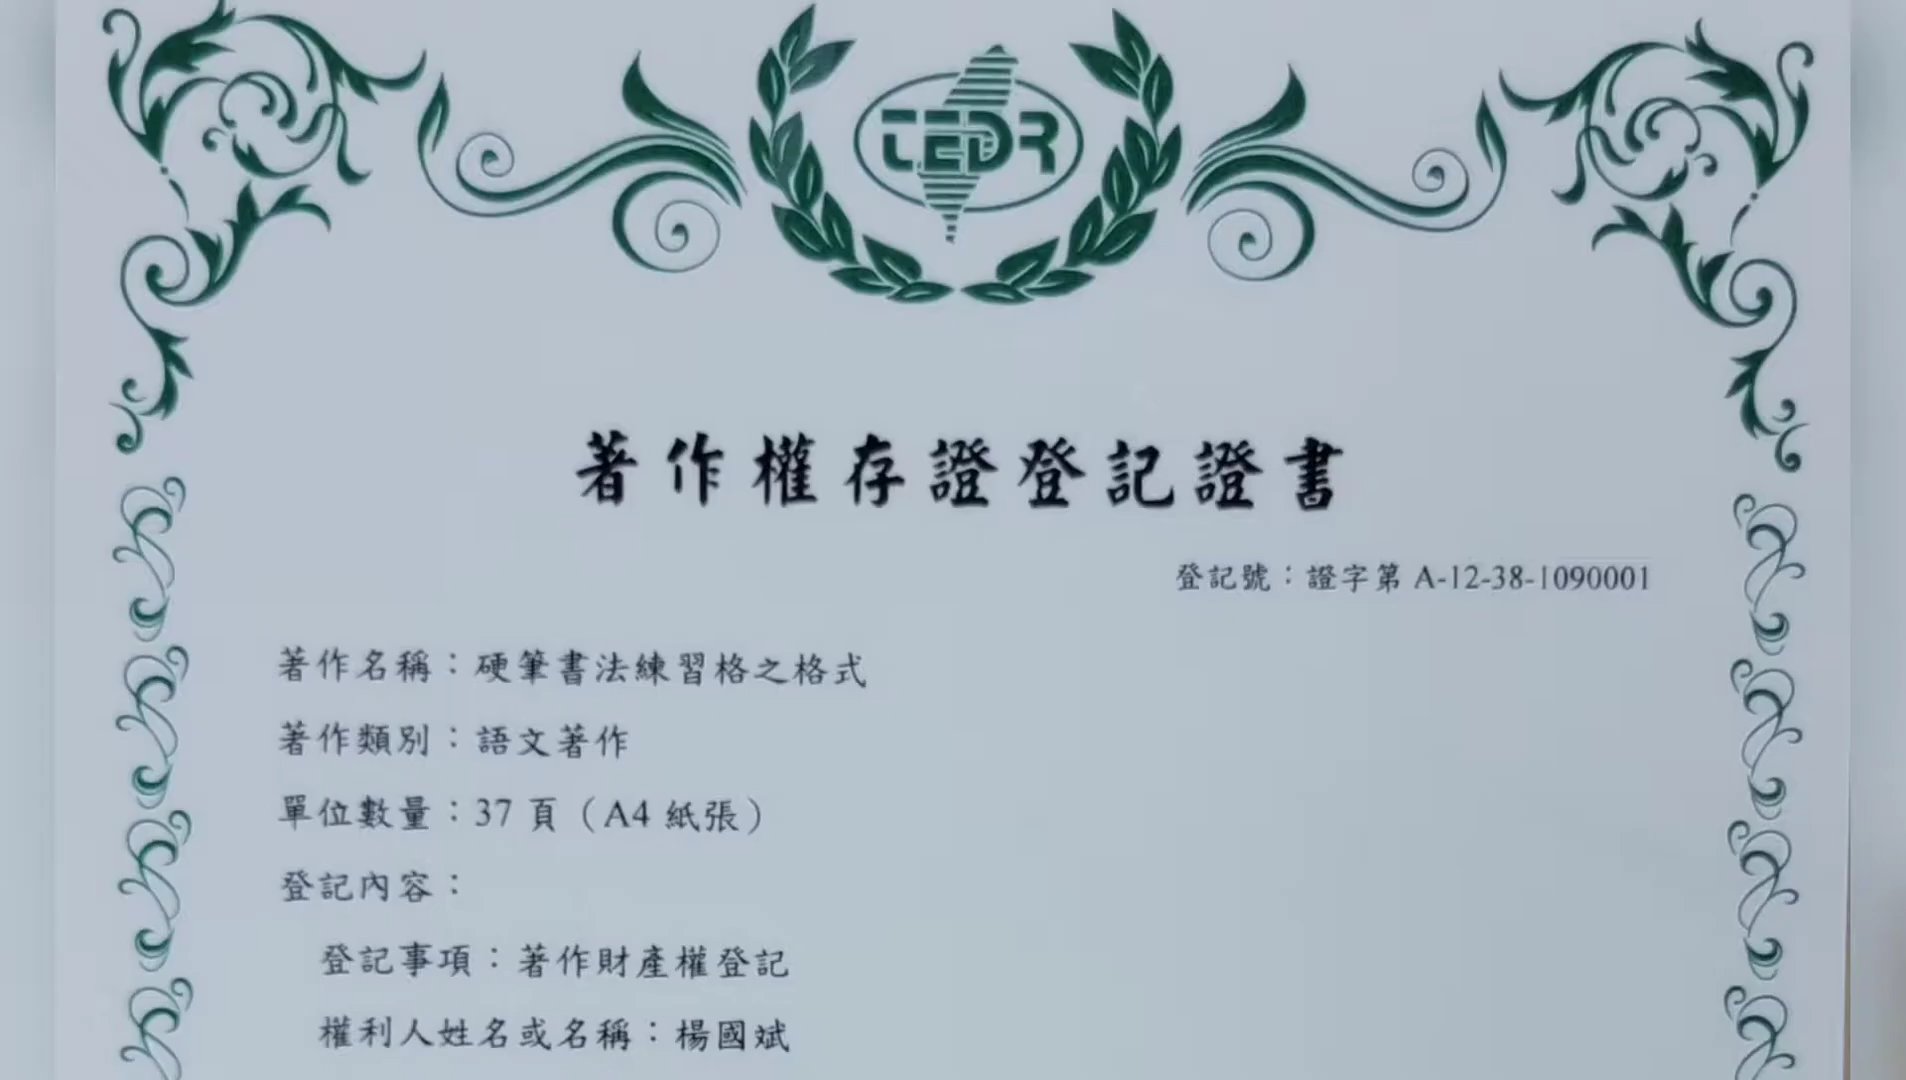 TEDR
著作權存證登記證書
登記號：證字第 A-12-38-1090001
著作名稱：硬筆書法練習格之格式
著作類別：語文著作
單位數量：37 頁（A4 紙張）
登記內容：
登記事項：著作財產權登記
權利人姓名或名稱：楊國斌